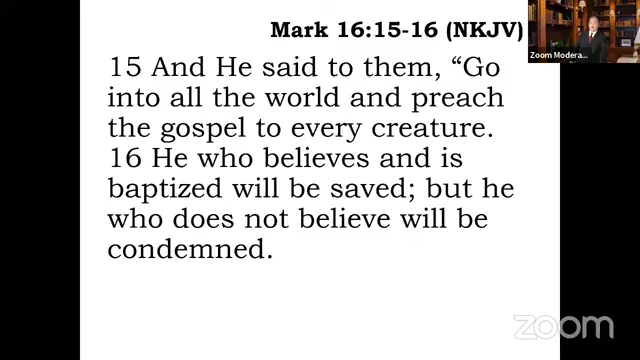 Mark 16:15-16 (NKJV)
Zoom Modera...
15 And He said to them, “Go
into all the world and preach
the gospel to every creature.
16 He who believes and is
baptized will be saved; but he
who does not believe will be
condemned.
zoom